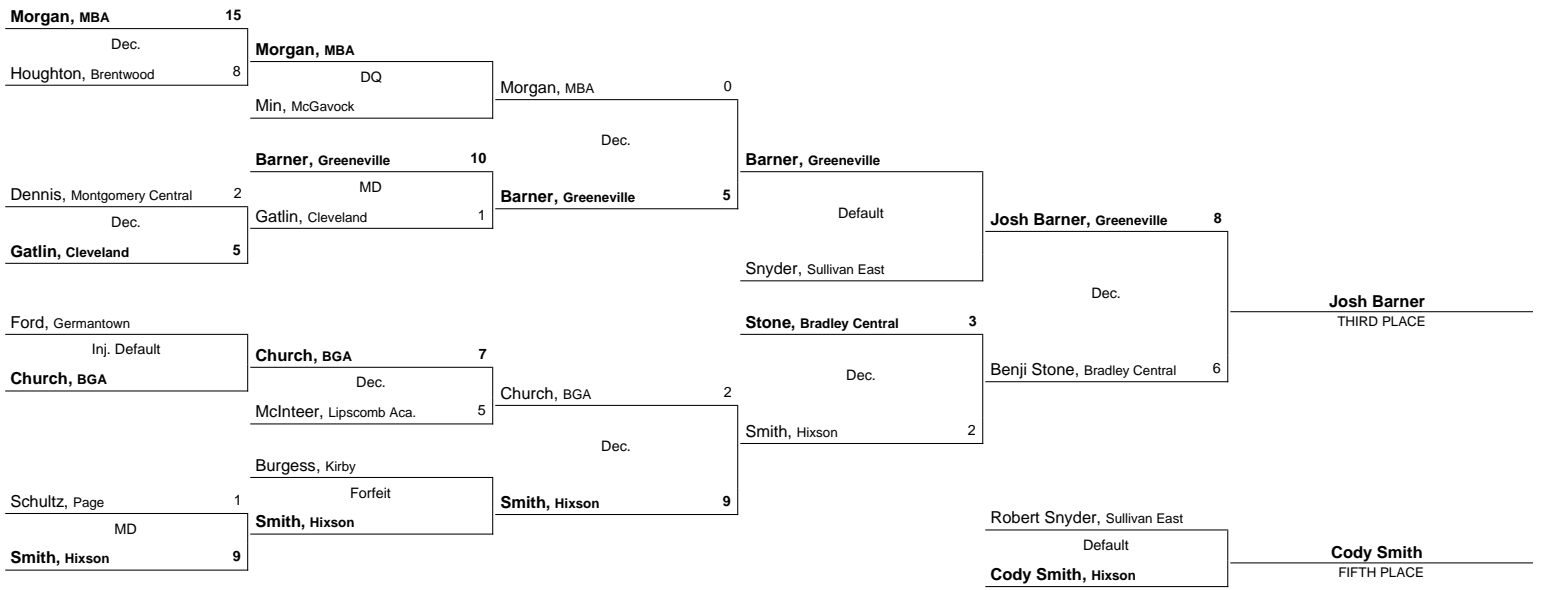 Morgan, MBA 15
Dec.
Houghton, Brentwood 8
Dennis, Montgomery Central 2
Dec.
Gatlin, Cleveland 5
Ford, Germantown
Inj. Default
Church, BGA
Schultz, Page 1
MD
Smith, Hixson 9
Morgan, MBA
DQ
Min, McGavock
Barner, Greeneville 10
MD
Gatlin, Cleveland 1
Church, BGA 7
Dec.
McInteer, Lipscomb Aca. 5
Burgess, Kirby
Forfeit
Smith, Hixson
Morgan, MBA 0
Dec.
Barner, Greeneville 5
Church, BGA 2
Dec.
Smith, Hixson 9
Barner, Greeneville
Default
Snyder, Sullivan East
Stone, Bradley Central 3
Dec.
Smith, Hixson 2
Josh Barner, Greeneville 8
Dec.
Benji Stone, Bradley Central 6
Josh Barner
THIRD PLACE
Robert Snyder, Sullivan East
Default
Cody Smith, Hixson
Cody Smith
FIFTH PLACE